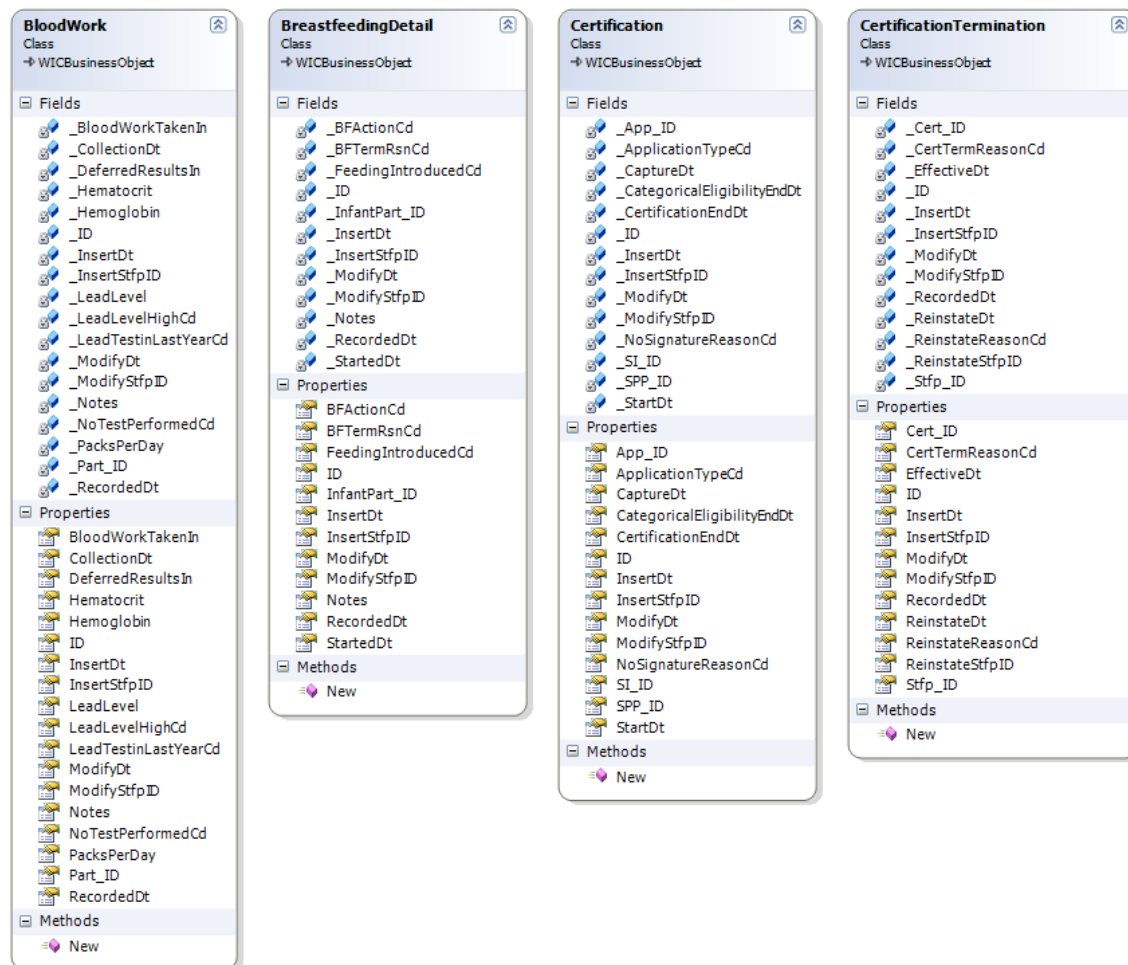 BloodWork
Class
WICBusinessObject
Fields
_BloodWorkTakenIn
_CollectionDt
_DeferredResultsIn
_Hematocrit
_Hemoglobin
_ID
_InsertDt
_InsertStfpID
_LeadLevel
_LeadLevelHighCd
_LeadTestinLastYearCd
_ModifyDt
_ModifyStfpID
_Notes
_NoTestPerformedCd
_PacksPerDay
_Part_ID
_RecordedDt
Properties
BloodWorkTakenIn
CollectionDt
DeferredResultsIn
Hematocrit
Hemoglobin
ID
InsertDt
InsertStfpID
LeadLevel
LeadLevelHighCd
LeadTestinLastYearCd
ModifyDt
ModifyStfpID
Notes
NoTestPerformedCd
PacksPerDay
Part_ID
RecordedDt
Methods
New
BreastfeedingDetail
Class
WICBusinessObject
Fields
_BFActionCd
_BFTermRsnCd
_FeedingIntroducedCd
_ID
_InfantPart_ID
_InsertDt
_InsertStfpID
_ModifyDt
_ModifyStfpID
_Notes
_RecordedDt
_StartedDt
Properties
BFActionCd
BFTermRsnCd
FeedingIntroducedCd
ID
InfantPart_ID
InsertDt
InsertStfpID
ModifyDt
ModifyStfpID
Notes
RecordedDt
StartedDt
Methods
New
Certification
Class
WICBusinessObject
Fields
_App_ID
_ApplicationTypeCd
_CaptureDt
_CategoricalEligibilityEndDt
_CertificationEndDt
_ID
_InsertDt
_InsertStfpID
_ModifyDt
_ModifyStfpID
_NoSignatureReasonCd
_SI_ID
_SPP_ID
_StartDt
Properties
App_ID
ApplicationTypeCd
CaptureDt
CategoricalEligibilityEndDt
CertificationEndDt
ID
InsertDt
InsertStfpID
ModifyDt
ModifyStfpID
NoSignatureReasonCd
SI_ID
SPP_ID
StartDt
Methods
New
CertificationTermination
Class
WICBusinessObject
Fields
_Cert_ID
_CertTermReasonCd
_EffectiveDt
_ID
_InsertDt
_InsertStfpID
_ModifyDt
_ModifyStfpID
_RecordedDt
_ReinstateDt
_ReinstateReasonCd
_ReinstateStfpID
_Stfp_ID
Properties
Cert_ID
CertTermReasonCd
EffectiveDt
ID
InsertDt
InsertStfpID
ModifyDt
ModifyStfpID
RecordedDt
ReinstateDt
ReinstateReasonCd
ReinstateStfpID
Stfp_ID
Methods
New